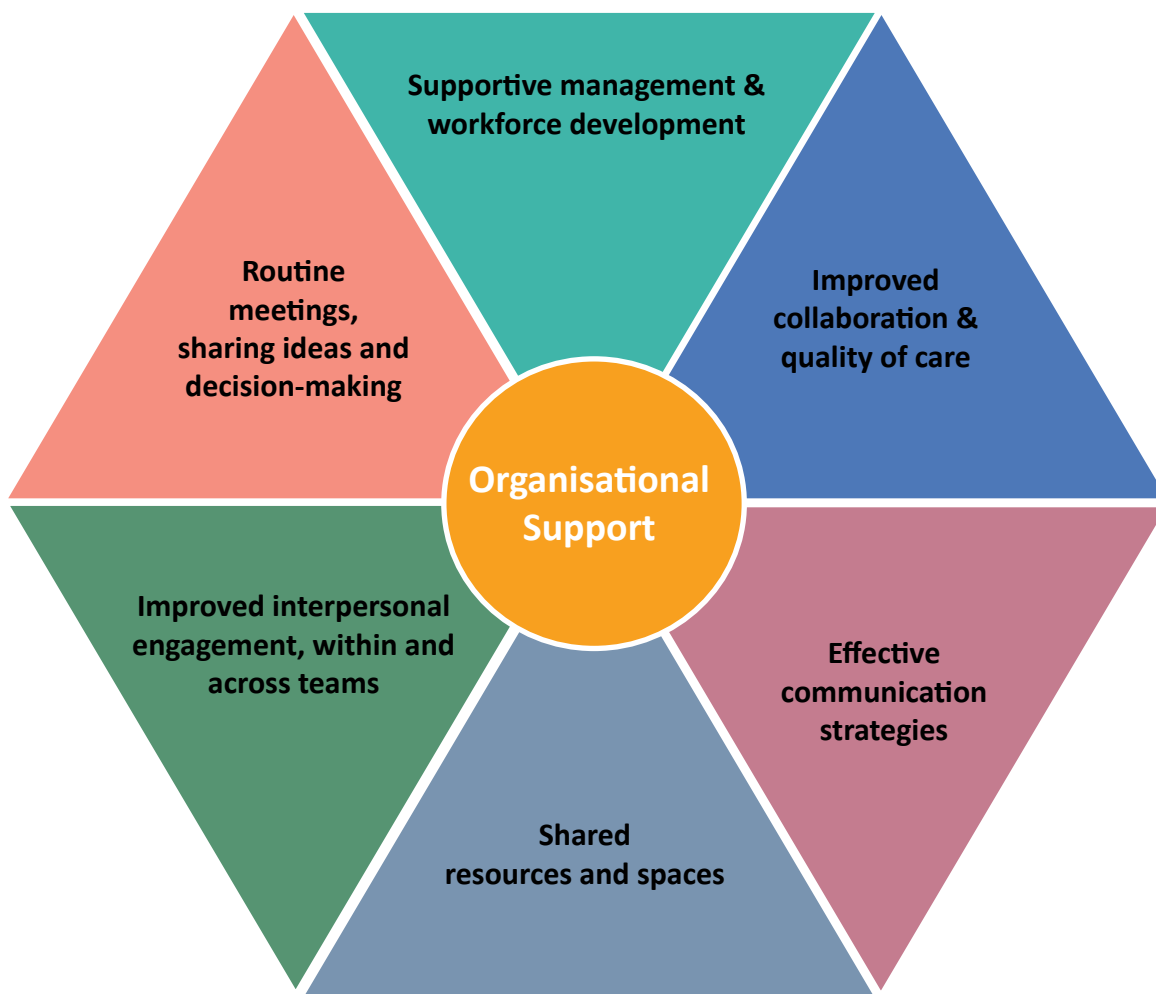 Supportive management &
workforce development
Routine
meetings,
sharing ideas and
decision-making
Improved
collaboration &
quality of care
Organisational
Support
Improved interpersonal
engagement, within and
across teams
Effective
communication
strategies
Shared
resources and spaces